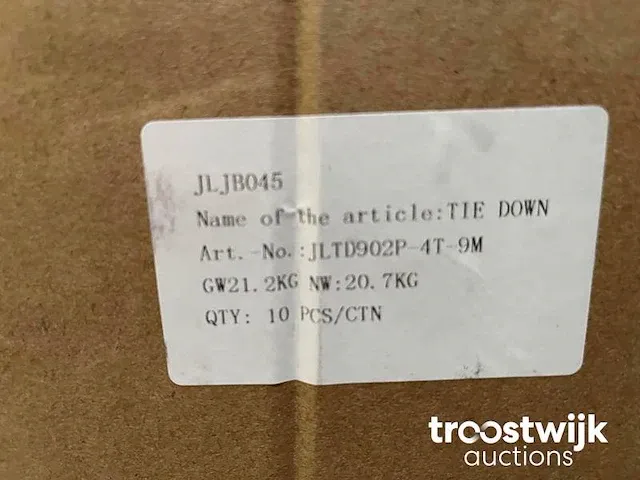 JLJB045
Name of the article:TIE DOWN
Art.-No.:JLTD902P-4T-9M
GW21.2KG NW:20.7KG
QTY: 10 PCS/CTN
troostwijk
auctions